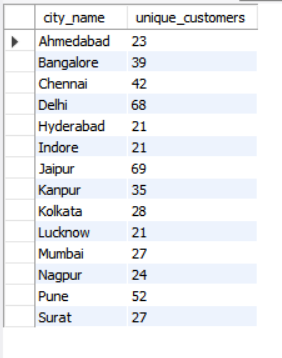 city_name unique_customers
Ahmedabad 23
Bangalore 39
Chennai 42
Delhi 68
Hyderabad 21
Indore 21
Jaipur 69
Kanpur 35
Kolkata 28
Lucknow 21
Mumbai 27
Nagpur 24
Pune 52
Surat 27